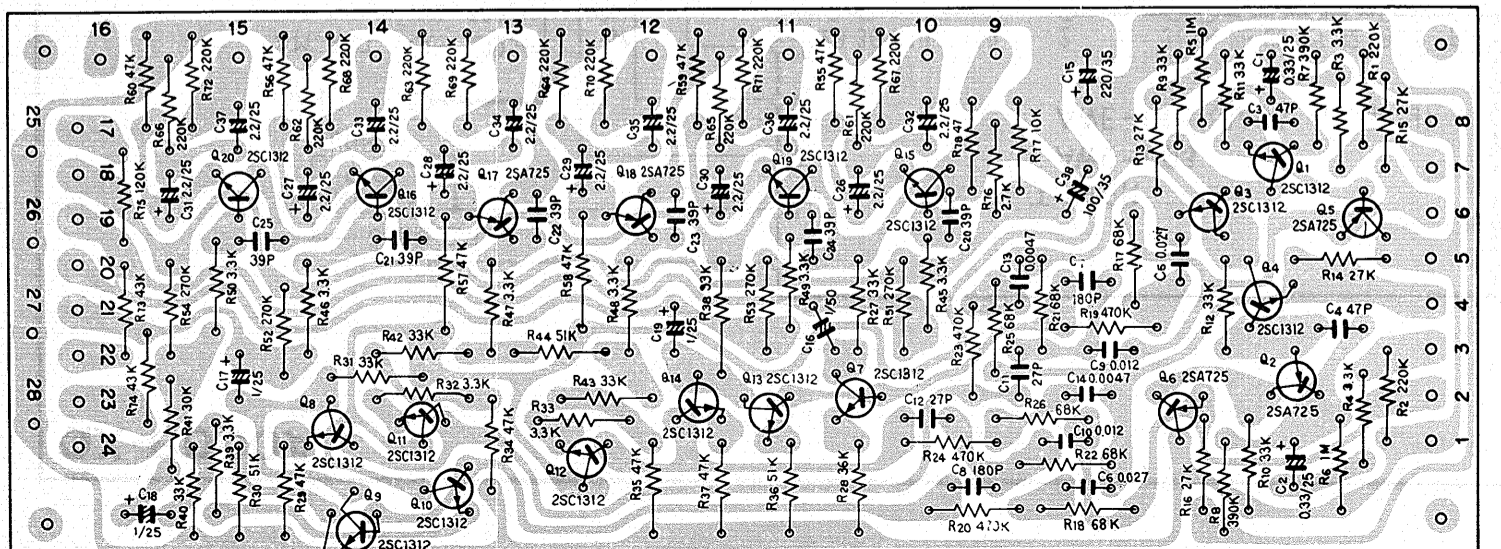 16 15 14 13 12 11 10 9
R60 47K
R66 220K
R72 220K
C37 2.2/25
R56 47K
R62 220K
R68 220K
C33 2.2/25
R63 220K
R69 220K
C34 2.2/25
R64 220K
R70 220K
C35 2.2/25
R59 47K
R65 220K
R71 220K
C36 2.2/25
R55 47K
R61 220K
R67 220K
C32 2.2/25
R18 47
R76 2.7K
R17 10K
C15 220/35
R13 27K
R9 33K
R5 1M
R11 33K
C1 0.33/25
C3 47P
R7 390K
R3 3.3K
R1 220K
R15 27K
25 17
18
26 19
20
27 21
22
28 23
24
8
7
6
5
4
3
2
1
R75 120K
C31 2.2/25
Q20 2SC1312
C25 39P
C27 2.2/25
Q16 2SC1312
C21 39P
C28 2.2/25
Q17 2SA725
C22 39P
C29 2.2/25
Q18 2SA725
C23 39P
C30 2.2/25
Q19 2SC1312
C24 39P
C26 2.2/25
Q15 2SC1312
C20 39P
C38 100/35
Q1 2SC1312
Q3 2SC1312
Q5 2SA725
R13 43K
R54 270K
R50 3.3K
R52 270K
R46 3.3K
R57 47K
R47 3.3K
R58 47K
R48 3.3K
C19 1/25
R38 33K
R53 270K
R49 3.3K
C16 1/50
R27 33K
R51 270K
R45 3.3K
R23 470K
R25 68K
C13 0.0047
R21 68K
180P
R17 68K
C6 0.027
R19 470K
C9 0.012
R12 33K
Q4 2SC1312
R14 27K
C4 47P
R42 33K
R44 51K
R31 33K
R32 3.3K
R14 43K
R41 30K
C17 1/25
Q8 2SC1312
Q11 2SC1312
R34 47K
R43 33K
R33 3.3K
Q12 2SC1312
Q14 2SC1312
Q13 2SC1312
Q7 2SC1312
C11 27P
C14 0.0047
C12 27P
R26 68K
C10 0.012
R24 470K
R22 68K
C8 180P
C6 0.027
R20 470K
R18 68K
Q6 2SA725
Q2 2SA725
R4 3.3K
R2 220K
R16 27K
R8 390K
R10 33K
C2 0.33/25
R6 1M
R39 3.3K
R30 51K
R29 47K
R40 33K
C18 1/25
Q9 2SC1312
Q10 2SC1312
R35 47K
R37 47K
R36 51K
R28 36K